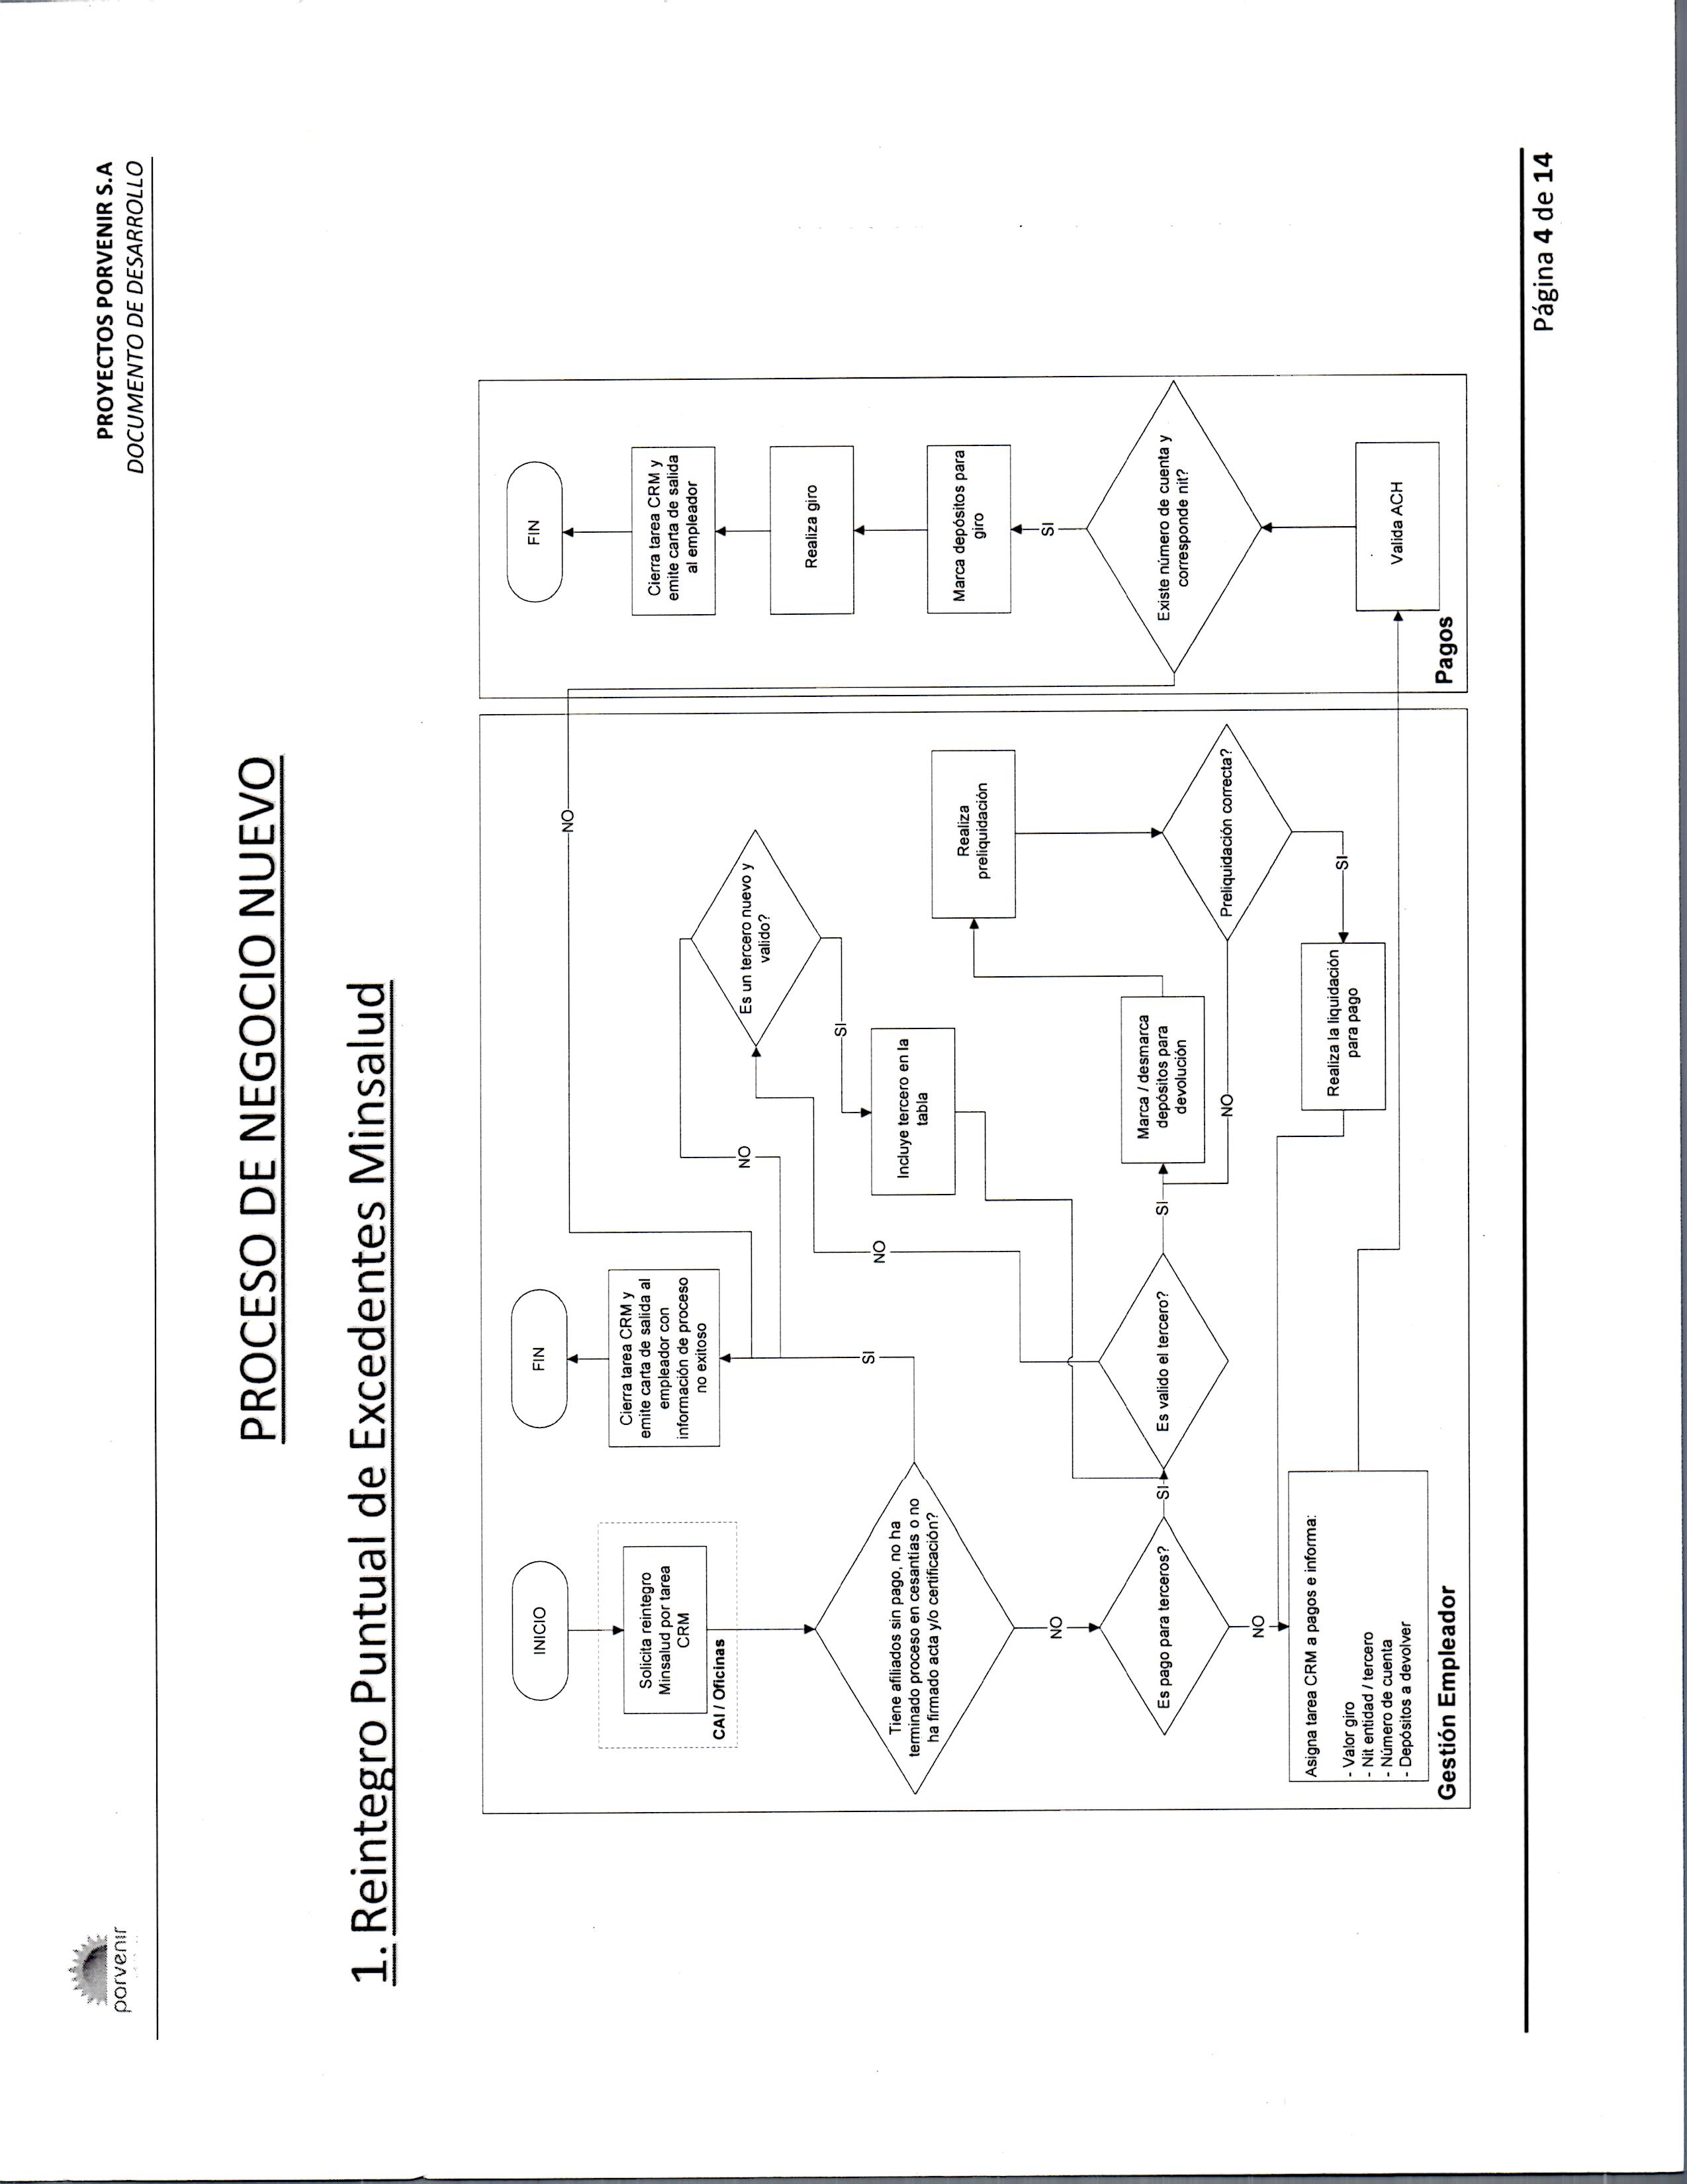 porvenir
PROYECTOS PORVENIR S.A
DOCUMENTO DE DESARROLLO
PROCESO DE NEGOCIO NUEVO
1. Reintegro Puntual de Excedentes Minsalud
INICIO
Solicita reintegro
Minsalud por tarea
CRM
CAI / Oficinas
FIN
Cierra tarea CRM y
emite carta de salida al
empleador con
información de proceso
no exitoso
Tiene afiliados sin pago, no ha
terminado proceso en cesantias o no
ha firmado acta y/o certificación?
SI
NO
NO
NO
NO
Es un tercero nuevo y
valido?
SI
Incluye tercero en la
tabla
Realiza
preliquidación
Es pago para terceros?
SI
Es valido el tercero?
SI
Marca / desmarca
depósitos para
devolución
NO
Preliquidación correcta?
NO
SI
Realiza la liquidación
para pago
Asigna tarea CRM a pagos e informa:
- Valor giro
- Nit entidad / tercero
- Número de cuenta
- Depósitos a devolver
Gestión Empleador
FIN
Cierra tarea CRM y
emite carta de salida
al empleador
Realiza giro
Marca depósitos para
giro
SI
Existe número de cuenta y
corresponde nit?
Valida ACH
Pagos
Página 4 de 14